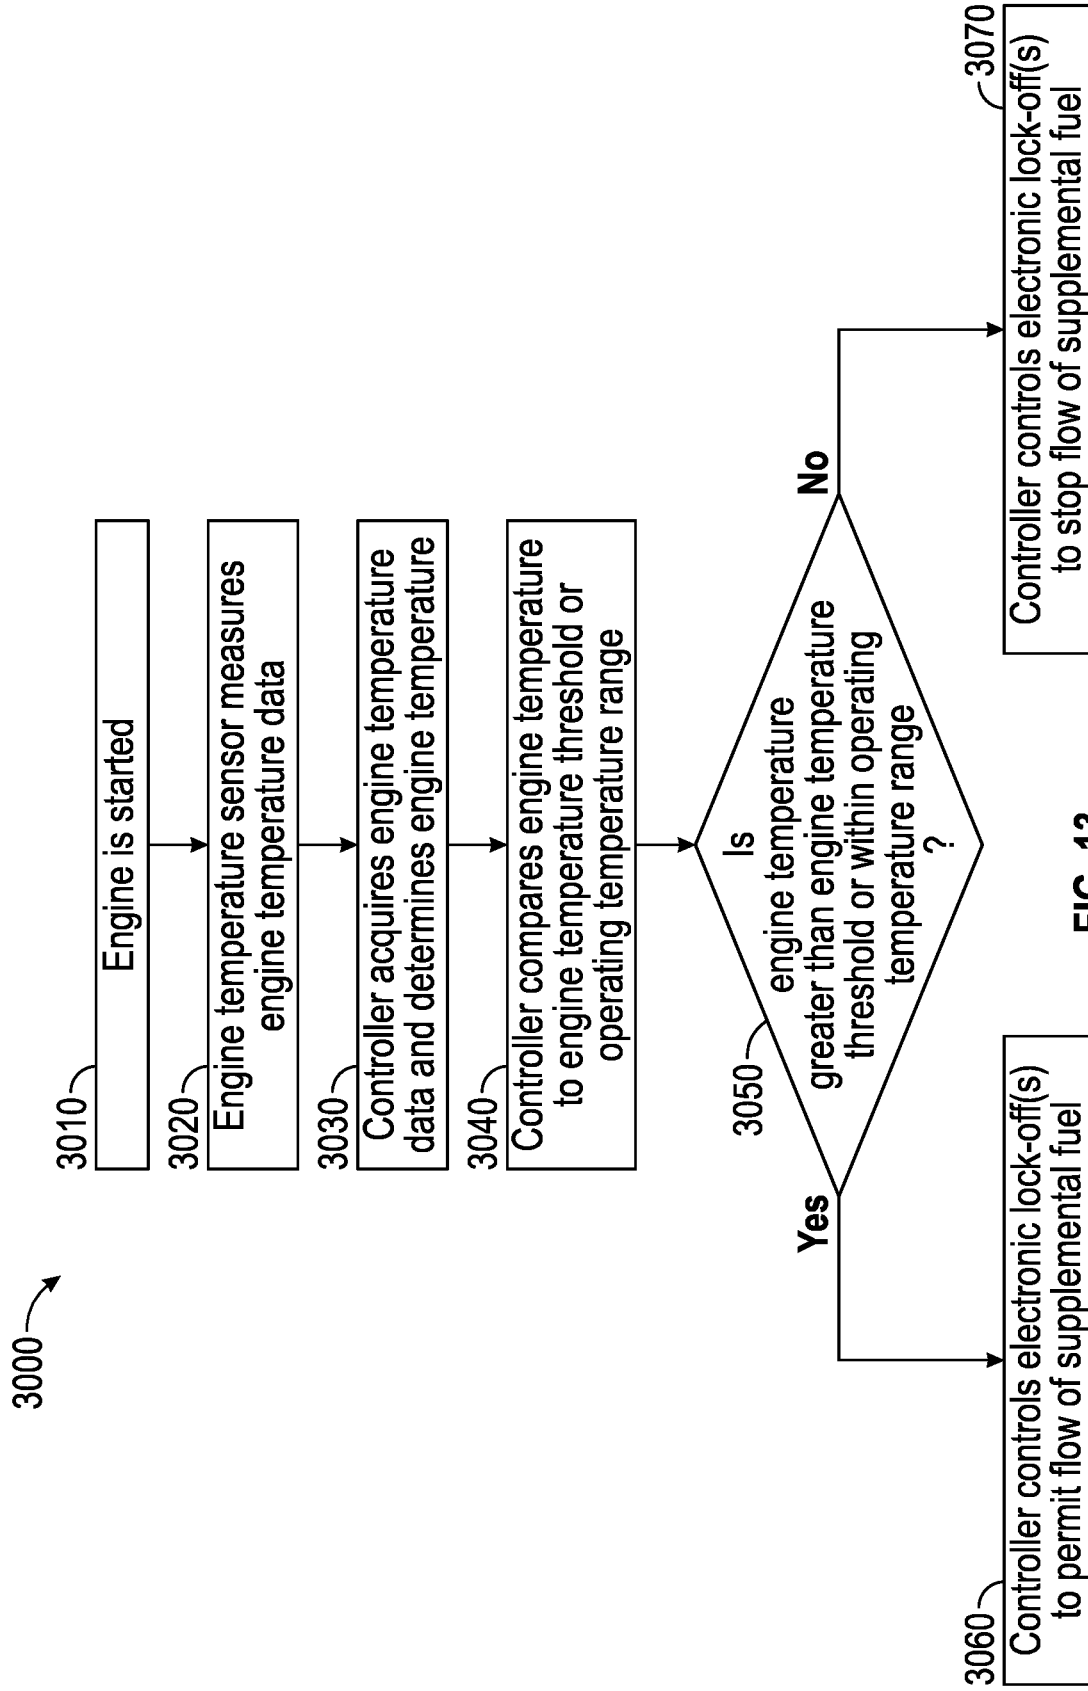 3000
3010
Engine is started
3020
Engine temperature sensor measures
engine temperature data
3030
Controller acquires engine temperature
data and determines engine temperature
3040
Controller compares engine temperature
to engine temperature threshold or
operating temperature range
3050
Is
engine temperature
greater than engine temperature
threshold or within operating
temperature range
?
Yes
No
3060
Controller controls electronic lock-off(s)
to permit flow of supplemental fuel
3070
Controller controls electronic lock-off(s)
to stop flow of supplemental fuel
FIG.